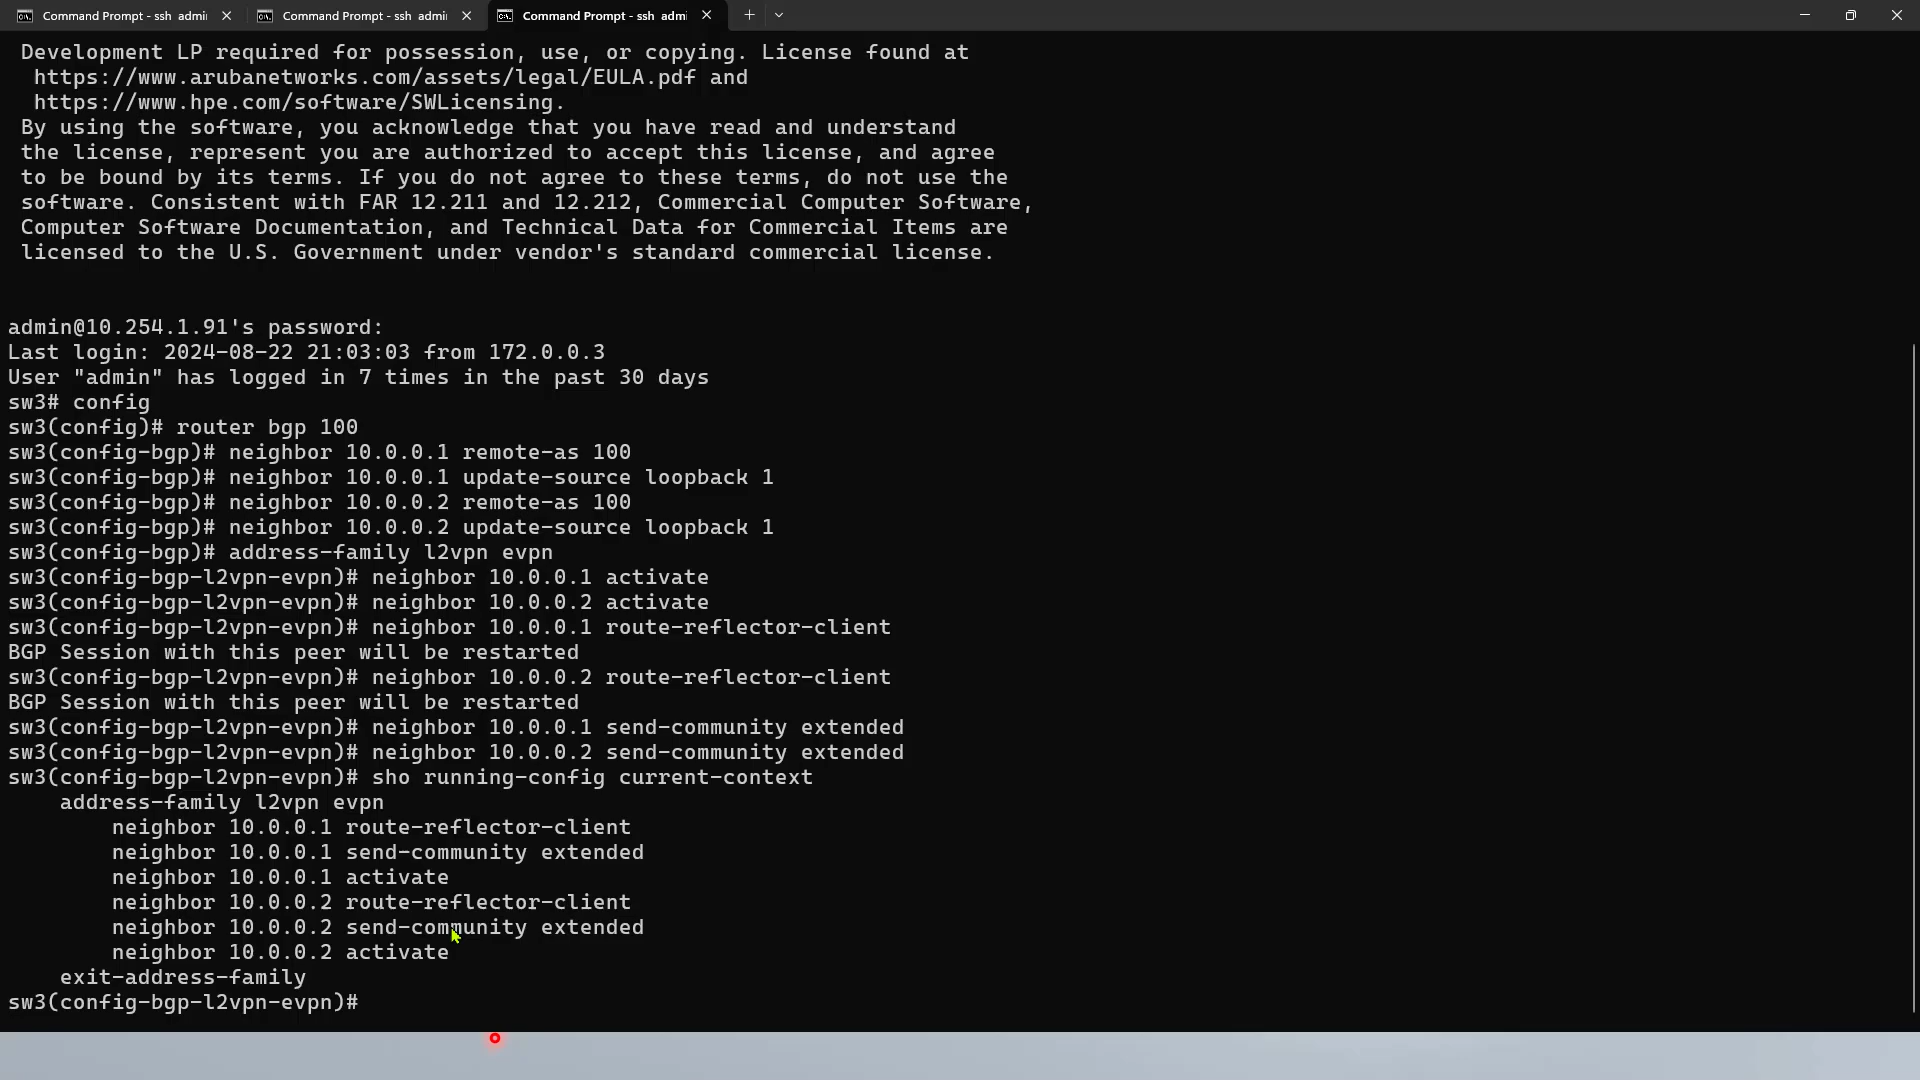 Command Prompt - ssh admi
Command Prompt - ssh admi
Command Prompt - ssh adm
Development LP required for possession, use, or copying. License found at
https://www.arubanetworks.com/assets/legal/EULA.pdf and
https://www.hpe.com/software/SWLicensing.
By using the software, you acknowledge that you have read and understand
the license, represent you are authorized to accept this license, and agree
to be bound by its terms. If you do not agree to these terms, do not use the
software. Consistent with FAR 12.211 and 12.212, Commercial Computer Software,
Computer Software Documentation, and Technical Data for Commercial Items are
licensed to the U.S. Government under vendor's standard commercial license.
admin@10.254.1.91's password:
Last login: 2024-08-22 21:03:03 from 172.0.0.3
User "admin" has logged in 7 times in the past 30 days
sw3# config
sw3(config)# router bgp 100
sw3(config-bgp)# neighbor 10.0.0.1 remote-as 100
sw3(config-bgp)# neighbor 10.0.0.1 update-source loopback 1
sw3(config-bgp)# neighbor 10.0.0.2 remote-as 100
sw3(config-bgp)# neighbor 10.0.0.2 update-source loopback 1
sw3(config-bgp)# address-family l2vpn evpn
sw3(config-bgp-l2vpn-evpn)# neighbor 10.0.0.1 activate
sw3(config-bgp-l2vpn-evpn)# neighbor 10.0.0.2 activate
sw3(config-bgp-l2vpn-evpn)# neighbor 10.0.0.1 route-reflector-client
BGP Session with this peer will be restarted
sw3(config-bgp-l2vpn-evpn)# neighbor 10.0.0.2 route-reflector-client
BGP Session with this peer will be restarted
sw3(config-bgp-l2vpn-evpn)# neighbor 10.0.0.1 send-community extended
sw3(config-bgp-l2vpn-evpn)# neighbor 10.0.0.2 send-community extended
sw3(config-bgp-l2vpn-evpn)# sho running-config current-context
address-family l2vpn evpn
neighbor 10.0.0.1 route-reflector-client
neighbor 10.0.0.1 send-community extended
neighbor 10.0.0.1 activate
neighbor 10.0.0.2 route-reflector-client
neighbor 10.0.0.2 send-community extended
neighbor 10.0.0.2 activate
exit-address-family
sw3(config-bgp-l2vpn-evpn)#